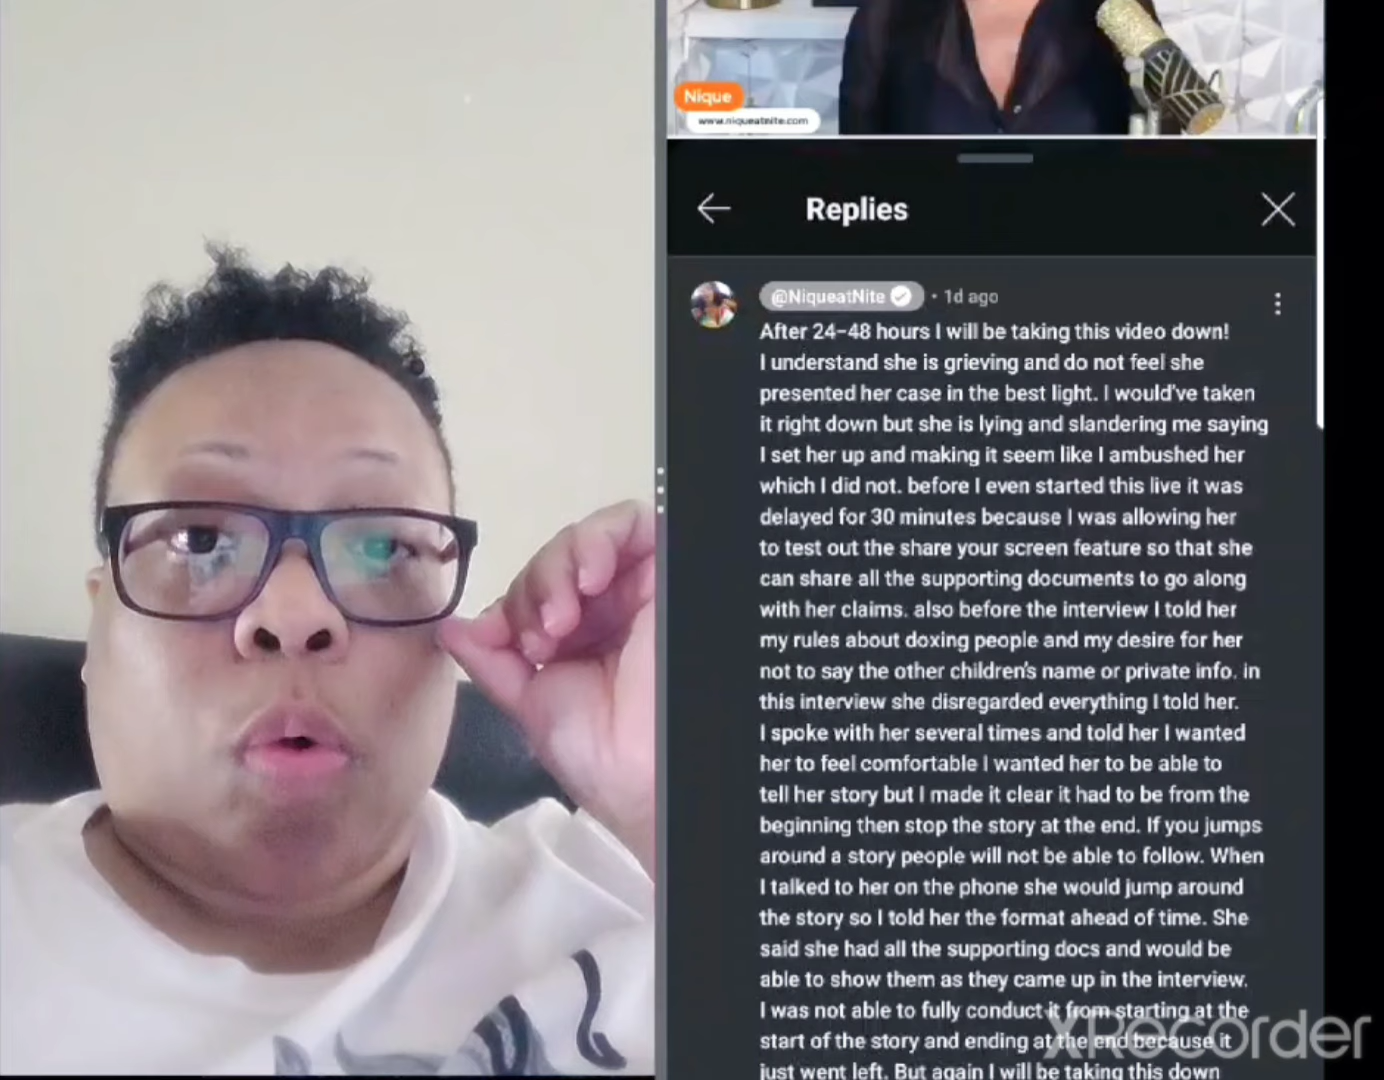 Nique
www.niqueatnite.com
Replies
@NiqueatNite • 1d ago
After 24–48 hours I will be taking this video down!
I understand she is grieving and do not feel she
presented her case in the best light. I would've taken
it right down but she is lying and slandering me saying
I set her up and making it seem like I ambushed her
which I did not. before I even started this live it was
delayed for 30 minutes because I was allowing her
to test out the share your screen feature so that she
can share all the supporting documents to go along
with her claims. also before the interview I told her
my rules about doxing people and my desire for her
not to say the other children's name or private info. in
this interview she disregarded everything I told her.
I spoke with her several times and told her I wanted
her to feel comfortable I wanted her to be able to
tell her story but I made it clear it had to be from the
beginning then stop the story at the end. If you jumps
around a story people will not be able to follow. When
I talked to her on the phone she would jump around
the story so I told her the format ahead of time. She
said she had all the supporting docs and would be
able to show them as they came up in the interview.
I was not able to fully conduct it from starting at the
start of the story and ending at the end because it
just went left. But again I will be taking this down
XRecorder